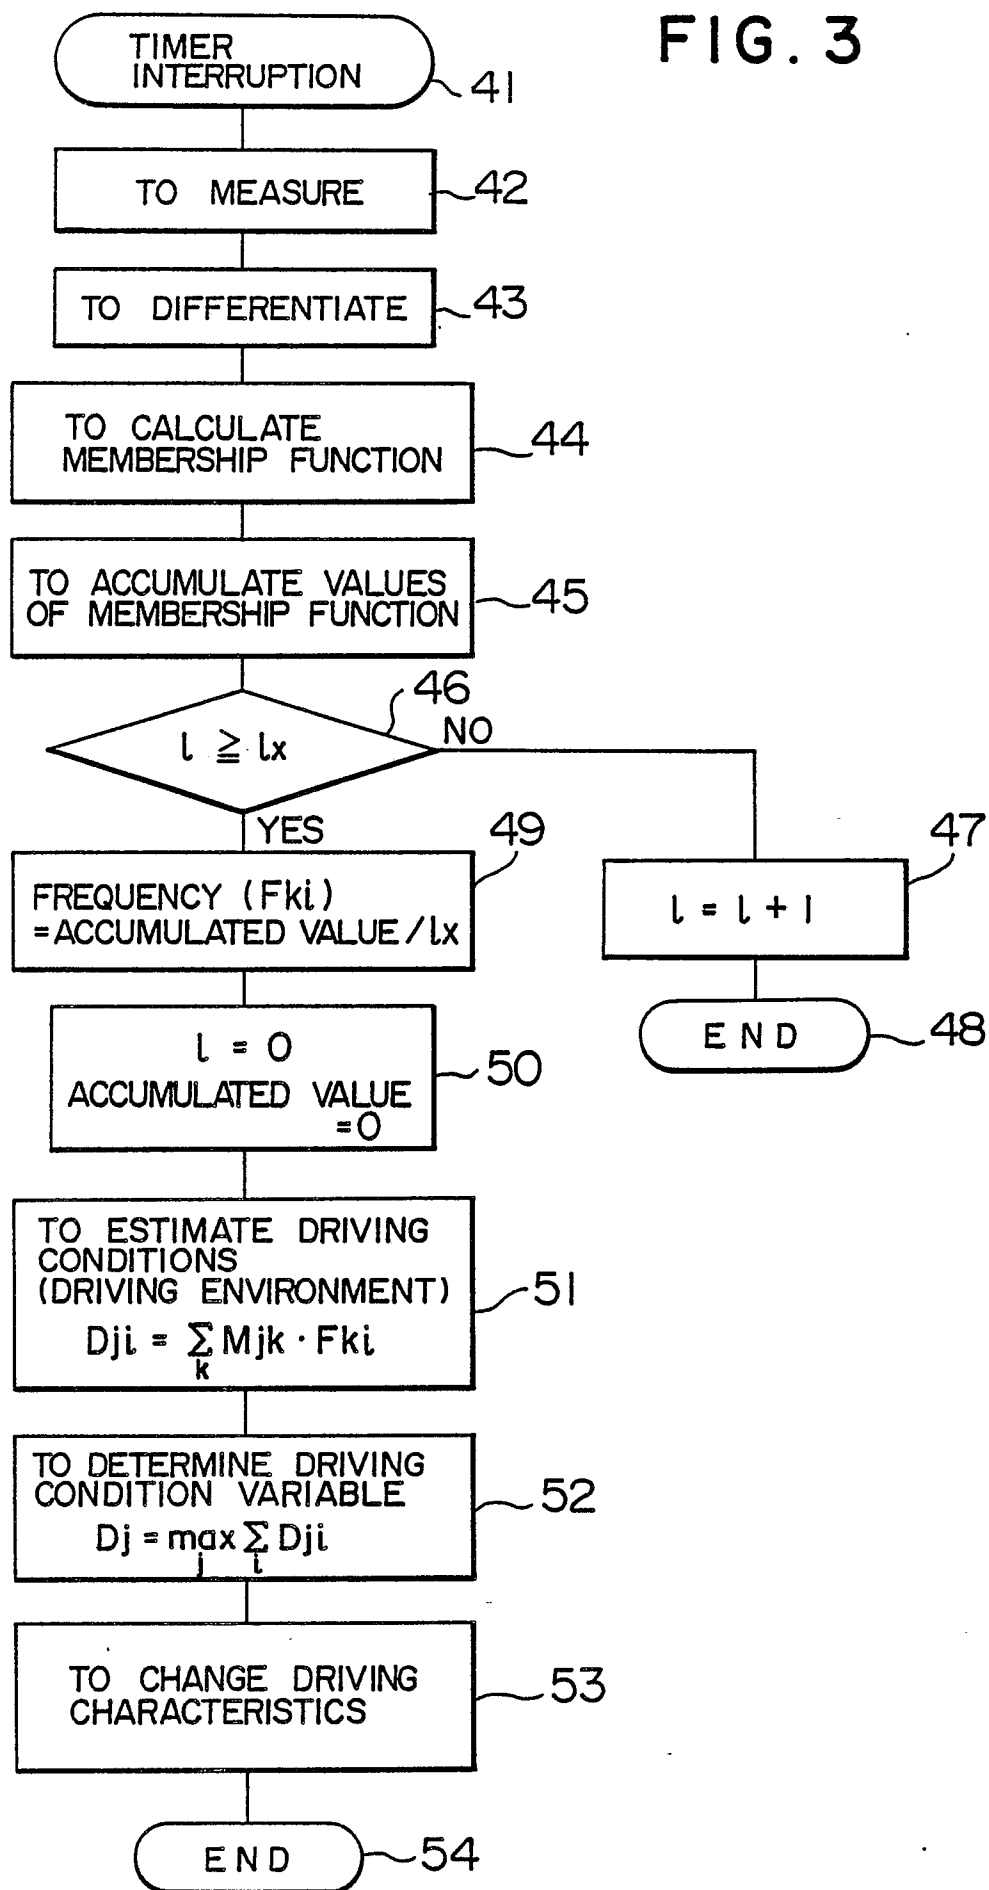 FIG. 3
TIMER
INTERRUPTION
41
TO MEASURE
42
TO DIFFERENTIATE
43
TO CALCULATE
MEMBERSHIP FUNCTION
44
TO ACCUMULATE VALUES
OF MEMBERSHIP FUNCTION
45
46
l ≧ lx
NO
YES
47
l = l + 1
END
48
49
FREQUENCY (Fki)
=ACCUMULATED VALUE/lx
l = 0
ACCUMULATED VALUE
=0
50
TO ESTIMATE DRIVING
CONDITIONS
(DRIVING ENVIRONMENT)
Dji = Σ Mjk · Fki
k
51
TO DETERMINE DRIVING
CONDITION VARIABLE
Dj = max Σ Dji
j i
52
TO CHANGE DRIVING
CHARACTERISTICS
53
END
54